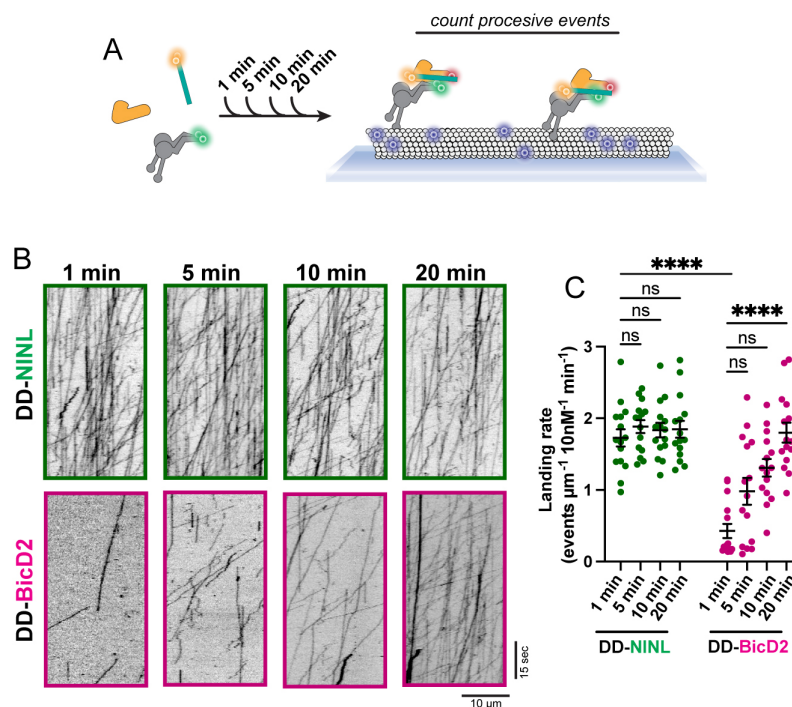 count procesive events
A
1 min
5 min
10 min
20 min
B
1 min
5 min
10 min
20 min
DD-NINL
DD-BicD2
15 sec
10 µm
C
****
ns
ns
ns
****
ns
ns
Landing rate
(events µm-1 10nM-1 min-1)
3
2
1
0
1 min
5 min
10 min
20 min
1 min
5 min
10 min
20 min
DD-NINL
DD-BicD2